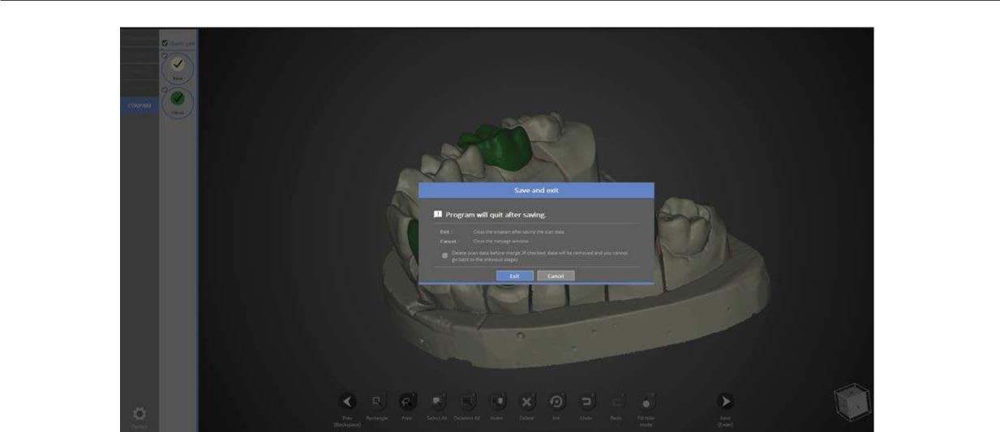 CONFIRM
Base
Save and exit
Program will quit after saving.
Exit : Close the program after saving the scan data.
Cancel : Close the message window.
Delete scan data before merge (If checked, data will be removed and you cannot
go back to the previous stage)
Exit Cancel
Prev Rectangle Free Select All Deselect All Invert Delete Init Undo Redo Fill hole Next
[Backspace] mode [Enter]
Option